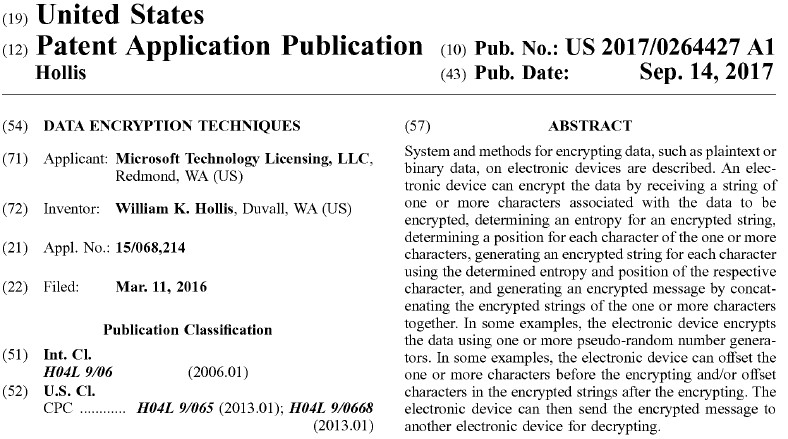 (19) United States
(12) Patent Application Publication
(10) Pub. No.: US 2017/0264427 A1
Hollis
(43) Pub. Date: Sep. 14, 2017
(54) DATA ENCRYPTION TECHNIQUES
(71) Applicant: Microsoft Technology Licensing, LLC,
Redmond, WA (US)
(72) Inventor: William K. Hollis, Duvall, WA (US)
(21) Appl. No.: 15/068,214
(22) Filed: Mar. 11, 2016
Publication Classification
(51) Int. Cl.
H04L 9/06 (2006.01)
(52) U.S. Cl.
CPC ............ H04L 9/065 (2013.01); H04L 9/0668
(2013.01)
(57) ABSTRACT
System and methods for encrypting data, such as plaintext or
binary data, on electronic devices are described. An elec-
tronic device can encrypt the data by receiving a string of
one or more characters associated with the data to be
encrypted, determining an entropy for an encrypted string,
determining a position for each character of the one or more
characters, generating an encrypted string for each character
using the determined entropy and position of the respective
character, and generating an encrypted message by concat-
enating the encrypted strings of the one or more characters
together. In some examples, the electronic device encrypts
the data using one or more pseudo-random number genera-
tors. In some examples, the electronic device can offset the
one or more characters before the encrypting and/or offset
characters in the encrypted strings after the encrypting. The
electronic device can then send the encrypted message to
another electronic device for decrypting.